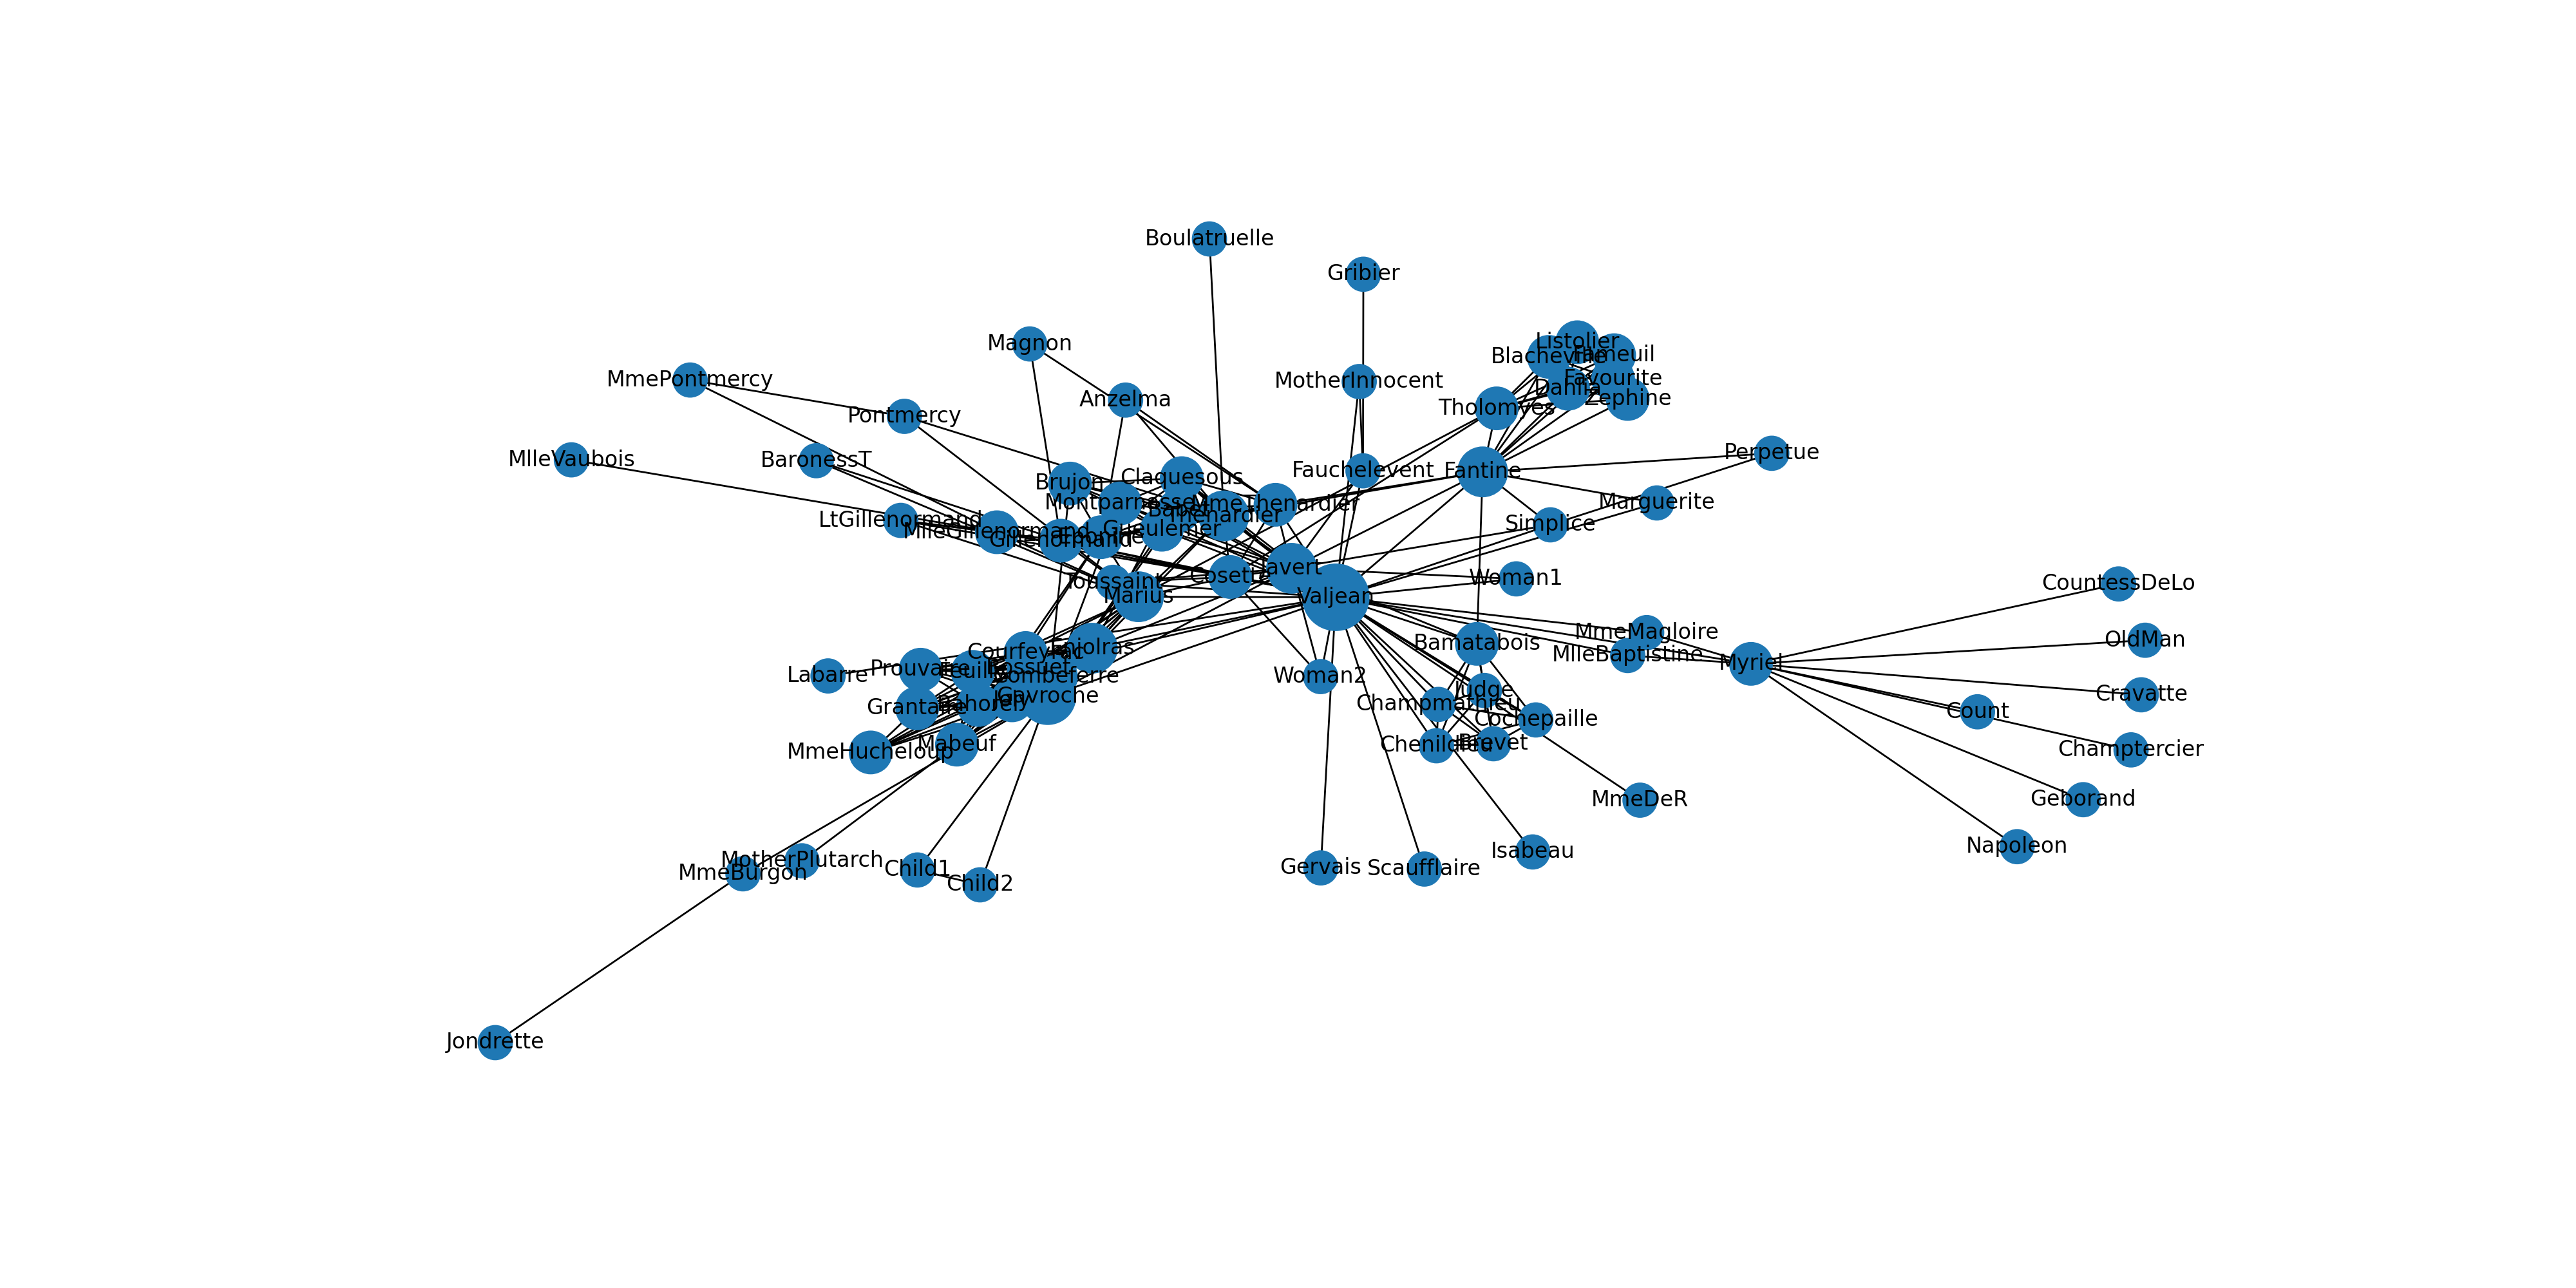 Boulatruelle
Gribier
Magnon
Listolier
Blacheville
Fameuil
MmePontmercy
MotherInnocent
Favourite
Dahlia
Zephine
Anzelma
Tholomyes
Pontmercy
MlleVaubois
BaronessT
Perpetue
Fauchelevent
Fantine
Claquesous
Brujon
Montparnasse
Babet
MmeThenardier
Marguerite
Thenardier
LtGillenormand
MlleGillenormand
Gillenormand
Eponine
Gueulemer
Simplice
Javert
Toussaint
Cosette
Woman1
CountessDeLo
Marius
Valjean
MmeMagloire
OldMan
Bamatabois
Enjolras
Courfeyrac
MlleBaptistine
Myriel
Labarre
Prouvaire
Feuilly
Bossuet
Combeferre
Woman2
Judge
Cravatte
Gavroche
Joly
Grantaire
Bahorel
Champmathieu
Count
Cochepaille
MmeHucheloup
Mabeuf
Chenildieu
Brevet
Champtercier
MmeDeR
Geborand
Napoleon
Isabeau
MotherPlutarch
MmeBurgon
Child1
Child2
Gervais
Scaufflaire
Jondrette